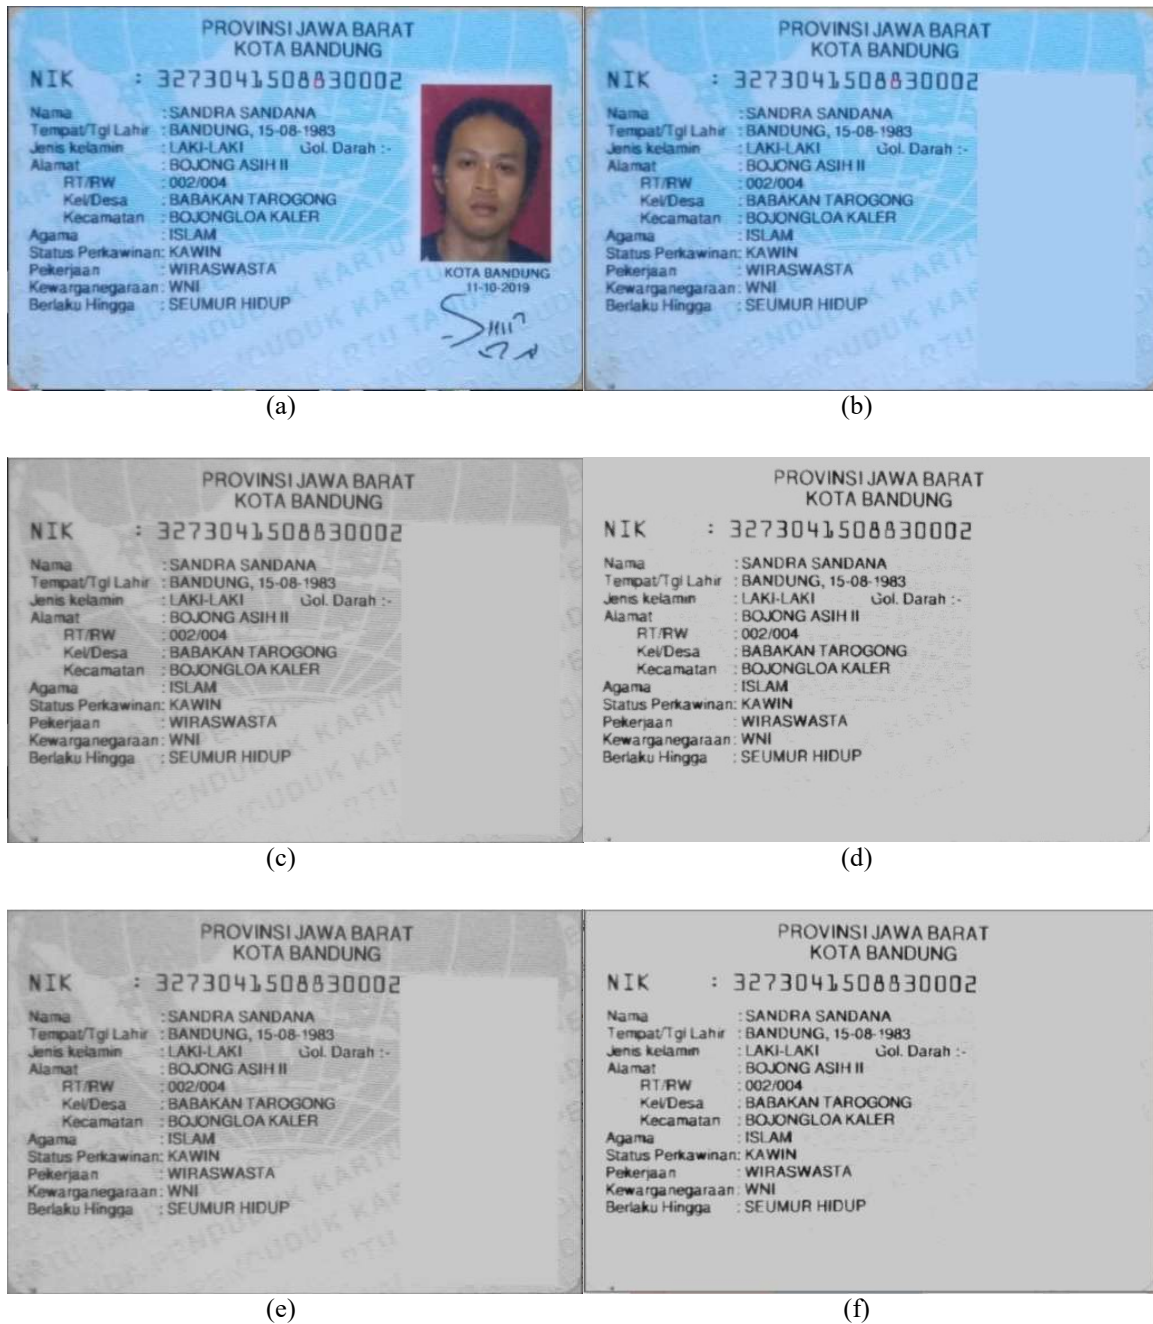 PROVINSI JAWA BARAT
KOTA BANDUNG
NIK : 3273041508830002
Nama : SANDRA SANDANA
Tempat/Tgl Lahir : BANDUNG, 15-08-1983
Jenis kelamin : LAKI-LAKI Gol. Darah :-
Alamat : BOJONG ASIH II
RT/RW : 002/004
Kel/Desa : BABAKAN TAROGONG
Kecamatan : BOJONGLOA KALER
Agama : ISLAM
Status Perkawinan: KAWIN
Pekerjaan : WIRASWASTA
Kewarganegaraan: WNI
Berlaku Hingga : SEUMUR HIDUP
KOTA BANDUNG
11-10-2019
(a)
PROVINSI JAWA BARAT
KOTA BANDUNG
NIK : 3273041508830002
Nama : SANDRA SANDANA
Tempat/Tgl Lahir : BANDUNG, 15-08-1983
Jenis kelamin : LAKI-LAKI Gol. Darah :-
Alamat : BOJONG ASIH II
RT/RW : 002/004
Kel/Desa : BABAKAN TAROGONG
Kecamatan : BOJONGLOA KALER
Agama : ISLAM
Status Perkawinan: KAWIN
Pekerjaan : WIRASWASTA
Kewarganegaraan: WNI
Berlaku Hingga : SEUMUR HIDUP
(b)
PROVINSI JAWA BARAT
KOTA BANDUNG
NIK : 3273041508830002
Nama : SANDRA SANDANA
Tempat/Tgl Lahir : BANDUNG, 15-08-1983
Jenis kelamin : LAKI-LAKI Gol. Darah :-
Alamat : BOJONG ASIH II
RT/RW : 002/004
Kel/Desa : BABAKAN TAROGONG
Kecamatan : BOJONGLOA KALER
Agama : ISLAM
Status Perkawinan: KAWIN
Pekerjaan : WIRASWASTA
Kewarganegaraan: WNI
Berlaku Hingga : SEUMUR HIDUP
(c)
PROVINSI JAWA BARAT
KOTA BANDUNG
NIK : 3273041508830002
Nama : SANDRA SANDANA
Tempat/Tgl Lahir : BANDUNG, 15-08-1983
Jenis kelamin : LAKI-LAKI Gol. Darah :-
Alamat : BOJONG ASIH II
RT/RW : 002/004
Kel/Desa : BABAKAN TAROGONG
Kecamatan : BOJONGLOA KALER
Agama : ISLAM
Status Perkawinan: KAWIN
Pekerjaan : WIRASWASTA
Kewarganegaraan: WNI
Berlaku Hingga : SEUMUR HIDUP
(d)
PROVINSI JAWA BARAT
KOTA BANDUNG
NIK : 3273041508830002
Nama : SANDRA SANDANA
Tempat/Tgl Lahir : BANDUNG, 15-08-1983
Jenis kelamin : LAKI-LAKI Gol. Darah :-
Alamat : BOJONG ASIH II
RT/RW : 002/004
Kel/Desa : BABAKAN TAROGONG
Kecamatan : BOJONGLOA KALER
Agama : ISLAM
Status Perkawinan: KAWIN
Pekerjaan : WIRASWASTA
Kewarganegaraan: WNI
Berlaku Hingga : SEUMUR HIDUP
(e)
PROVINSI JAWA BARAT
KOTA BANDUNG
NIK : 3273041508830002
Nama : SANDRA SANDANA
Tempat/Tgl Lahir : BANDUNG, 15-08-1983
Jenis kelamin : LAKI-LAKI Gol. Darah :-
Alamat : BOJONG ASIH II
RT/RW : 002/004
Kel/Desa : BABAKAN TAROGONG
Kecamatan : BOJONGLOA KALER
Agama : ISLAM
Status Perkawinan: KAWIN
Pekerjaan : WIRASWASTA
Kewarganegaraan: WNI
Berlaku Hingga : SEUMUR HIDUP
(f)